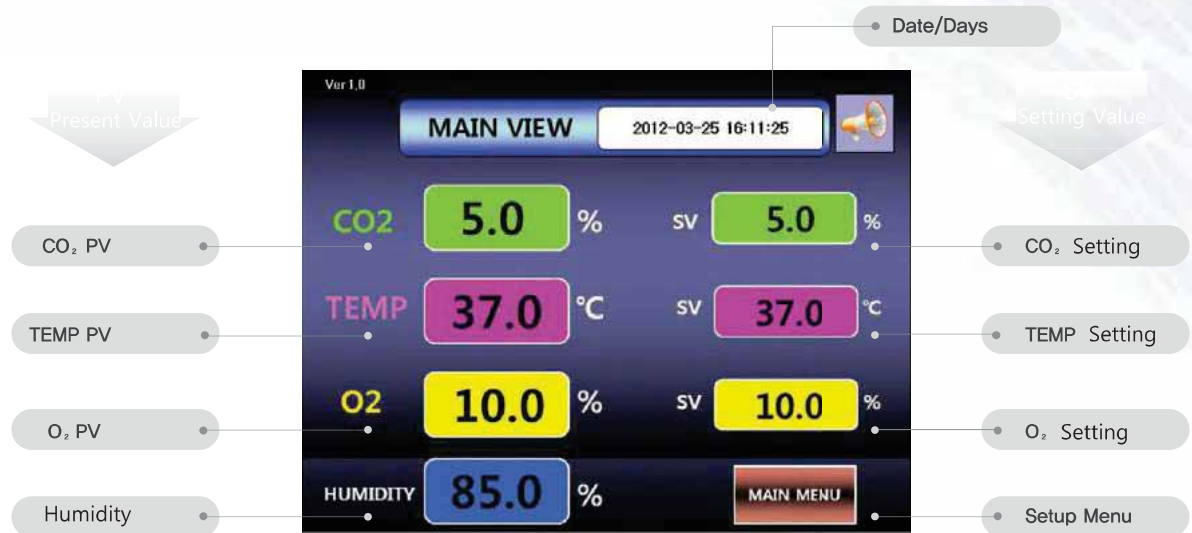 Date/Days
PV
Present Value
Setting Value
Ver 1,0
MAIN VIEW 2012-03-25 16:11:25
CO2 5.0 % SV 5.0 %
CO₂ PV
CO₂ Setting
TEMP 37.0 °C SV 37.0 °C
TEMP PV
TEMP Setting
O2 10.0 % SV 10.0 %
O₂ PV
O₂ Setting
HUMIDITY 85.0 % MAIN MENU
Humidity
Setup Menu